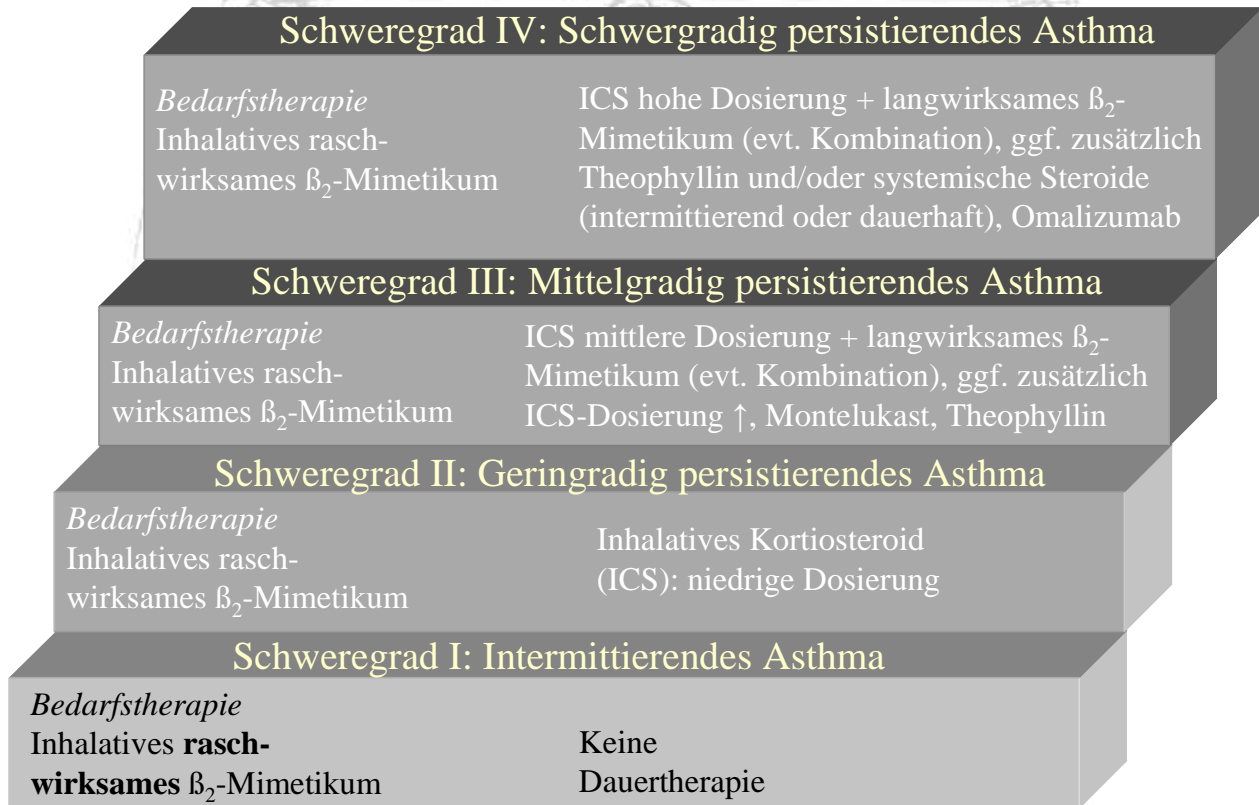 Schweregrad IV: Schwergradig persistierendes Asthma
Bedarfstherapie
Inhalatives rasch-
wirksames ß₂-Mimetikum
ICS hohe Dosierung + langwirksames ß₂-
Mimetikum (evt. Kombination), ggf. zusätzlich
Theophyllin und/oder systemische Steroide
(intermittierend oder dauerhaft), Omalizumab
Schweregrad III: Mittelgradig persistierendes Asthma
Bedarfstherapie
Inhalatives rasch-
wirksames ß₂-Mimetikum
ICS mittlere Dosierung + langwirksames ß₂-
Mimetikum (evt. Kombination), ggf. zusätzlich
ICS-Dosierung ↑, Montelukast, Theophyllin
Schweregrad II: Geringradig persistierendes Asthma
Bedarfstherapie
Inhalatives rasch-
wirksames ß₂-Mimetikum
Inhalatives Kortiosteroid
(ICS): niedrige Dosierung
Schweregrad I: Intermittierendes Asthma
Bedarfstherapie
Inhalatives rasch-
wirksames ß₂-Mimetikum
Keine
Dauertherapie